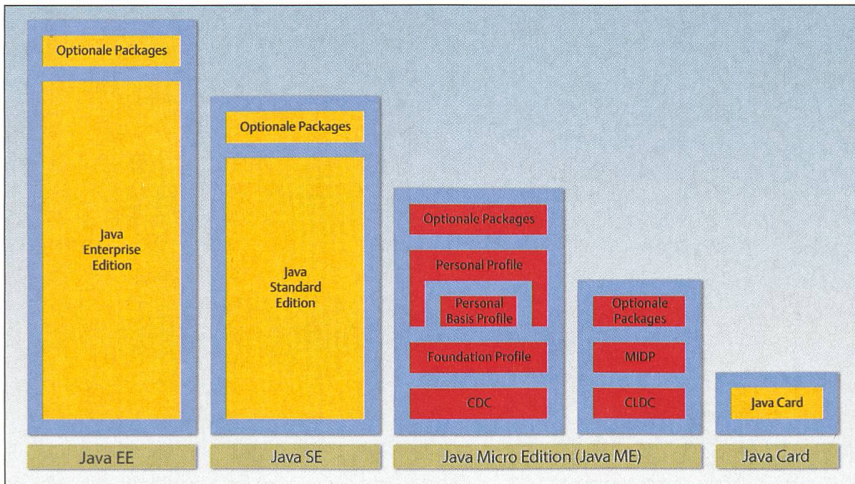 Optionale Packages
Java
Enterprise
Edition
Optionale Packages
Java
Standard
Edition
Optionale Packages
Personal Profile
Personal
Basis Profile
Foundation Profile
CDC
Optionale
Packages
MIDP
CLDC
Java Card
Java EE
Java SE
Java Micro Edition (Java ME)
Java Card